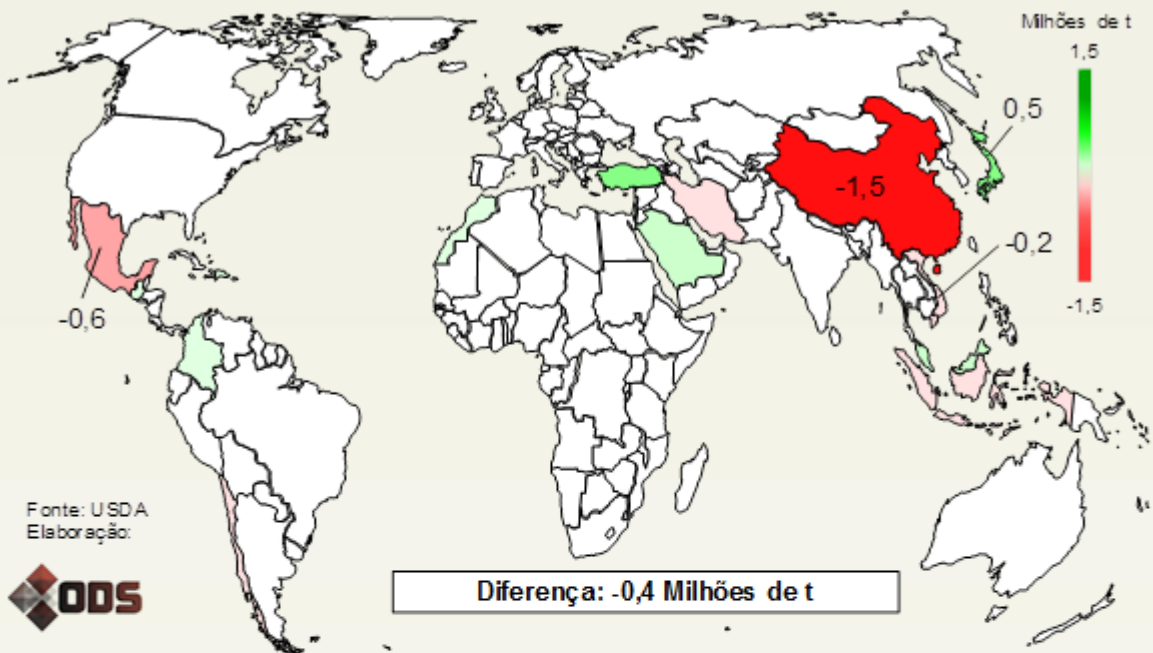 Milhões de t
1,5
0,5
-1,5
-0,2
-0,6
-1,5
Fonte: USDA
Elaboração:
ODS
Diferença: -0,4 Milhões de t